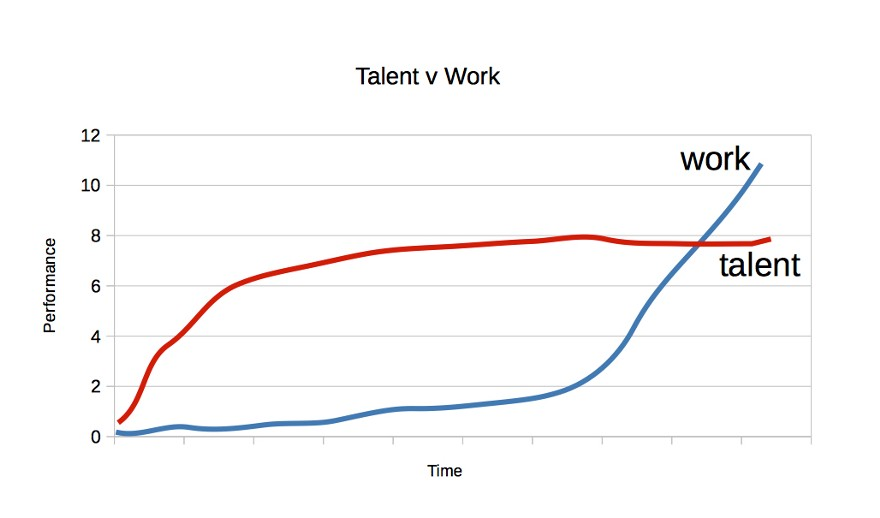 Talent v Work
12
work
10
8
talent
6
Performance
4
2
0
Time